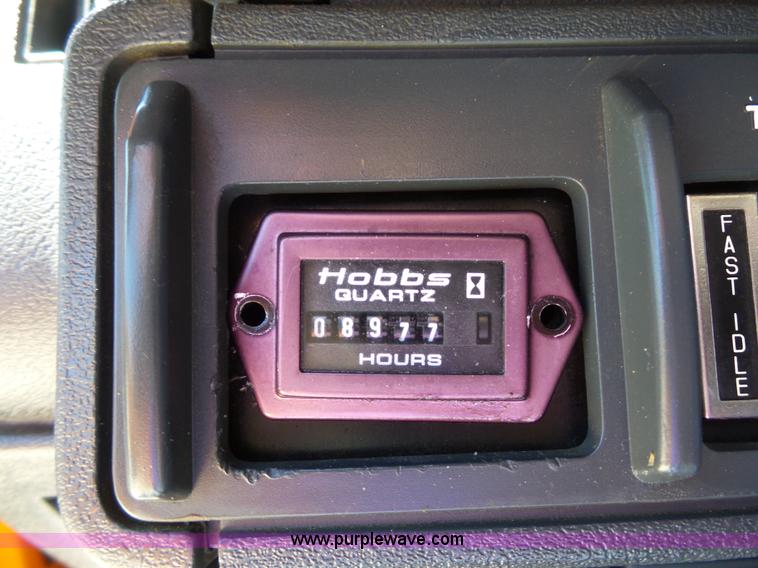 Hobbs
QUARTZ
08977
HOURS
T
FAST IDLE
www.purplewave.com